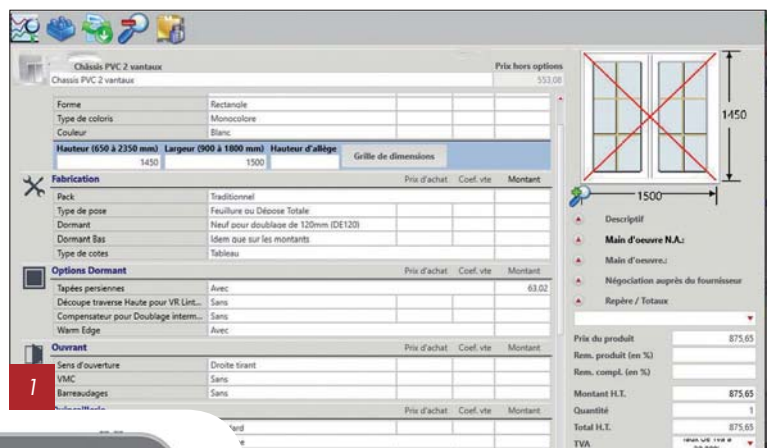 Châssis PVC 2 vantaux Prix hors options
Chassis PVC 2 vantaux 553,08
Forme Rectangle
Type de coloris Monocolore
Couleur Blanc
Hauteur (650 à 2350 mm) Largeur (900 à 1800 mm) Hauteur d'allège Grille de dimensions
1450 1500
Fabrication Prix d'achat Coef. vte Montant
Pack Traditionnel
Type de pose Feuillure ou Dépose Totale
Dormant Neuf pour doublage de 120mm (DE120)
Dormant Bas Idem que sur les montants
Type de cotes Tableau
Options Dormant Prix d'achat Coef. vte Montant
Tapées persiennes Avec 63.02
Découpe traverse Haute pour VR Lint... Sans
Compensateur pour Doublage interm... Sans
Warm Edge Avec
Ouvrant Prix d'achat Coef. vte Montant
Sens d'ouverture Droite tirant
VMC Sans
Barreaudages Sans
Prix d'achat Coef. vte Montant
1
1450
1500
Descriptif
Main d'oeuvre N.A.:
Main d'oeuvre.:
Négociation auprès du fournisseur
Repère / Totaux
Prix du produit 875,65
Rem. produit (en %)
Rem. compl. (en %)
Montant H.T. 875,65
Quantité 1
Total H.T. 875,65
TVA